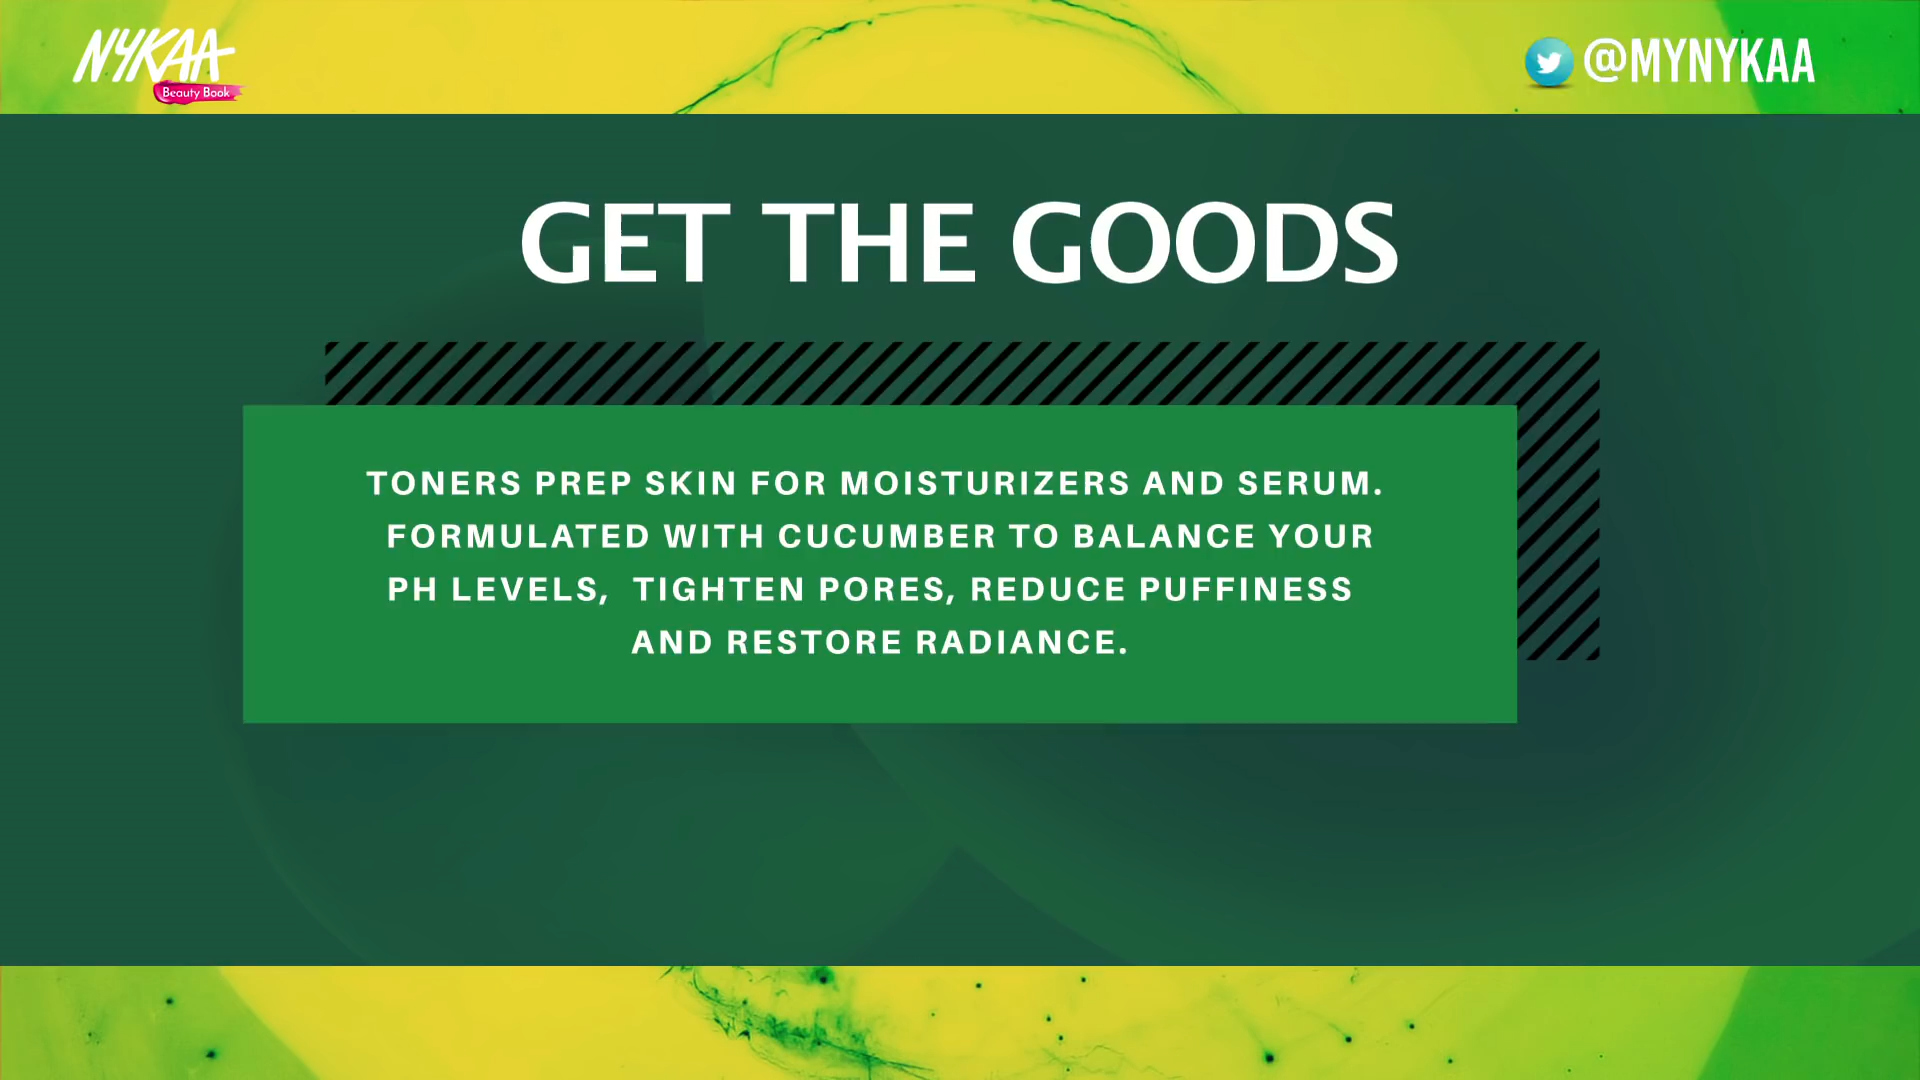 NYKAA
Beauty Book
@MYNYKAA
GET THE GOODS
TONERS PREP SKIN FOR MOISTURIZERS AND SERUM.
FORMULATED WITH CUCUMBER TO BALANCE YOUR
PH LEVELS, TIGHTEN PORES, REDUCE PUFFINESS
AND RESTORE RADIANCE.